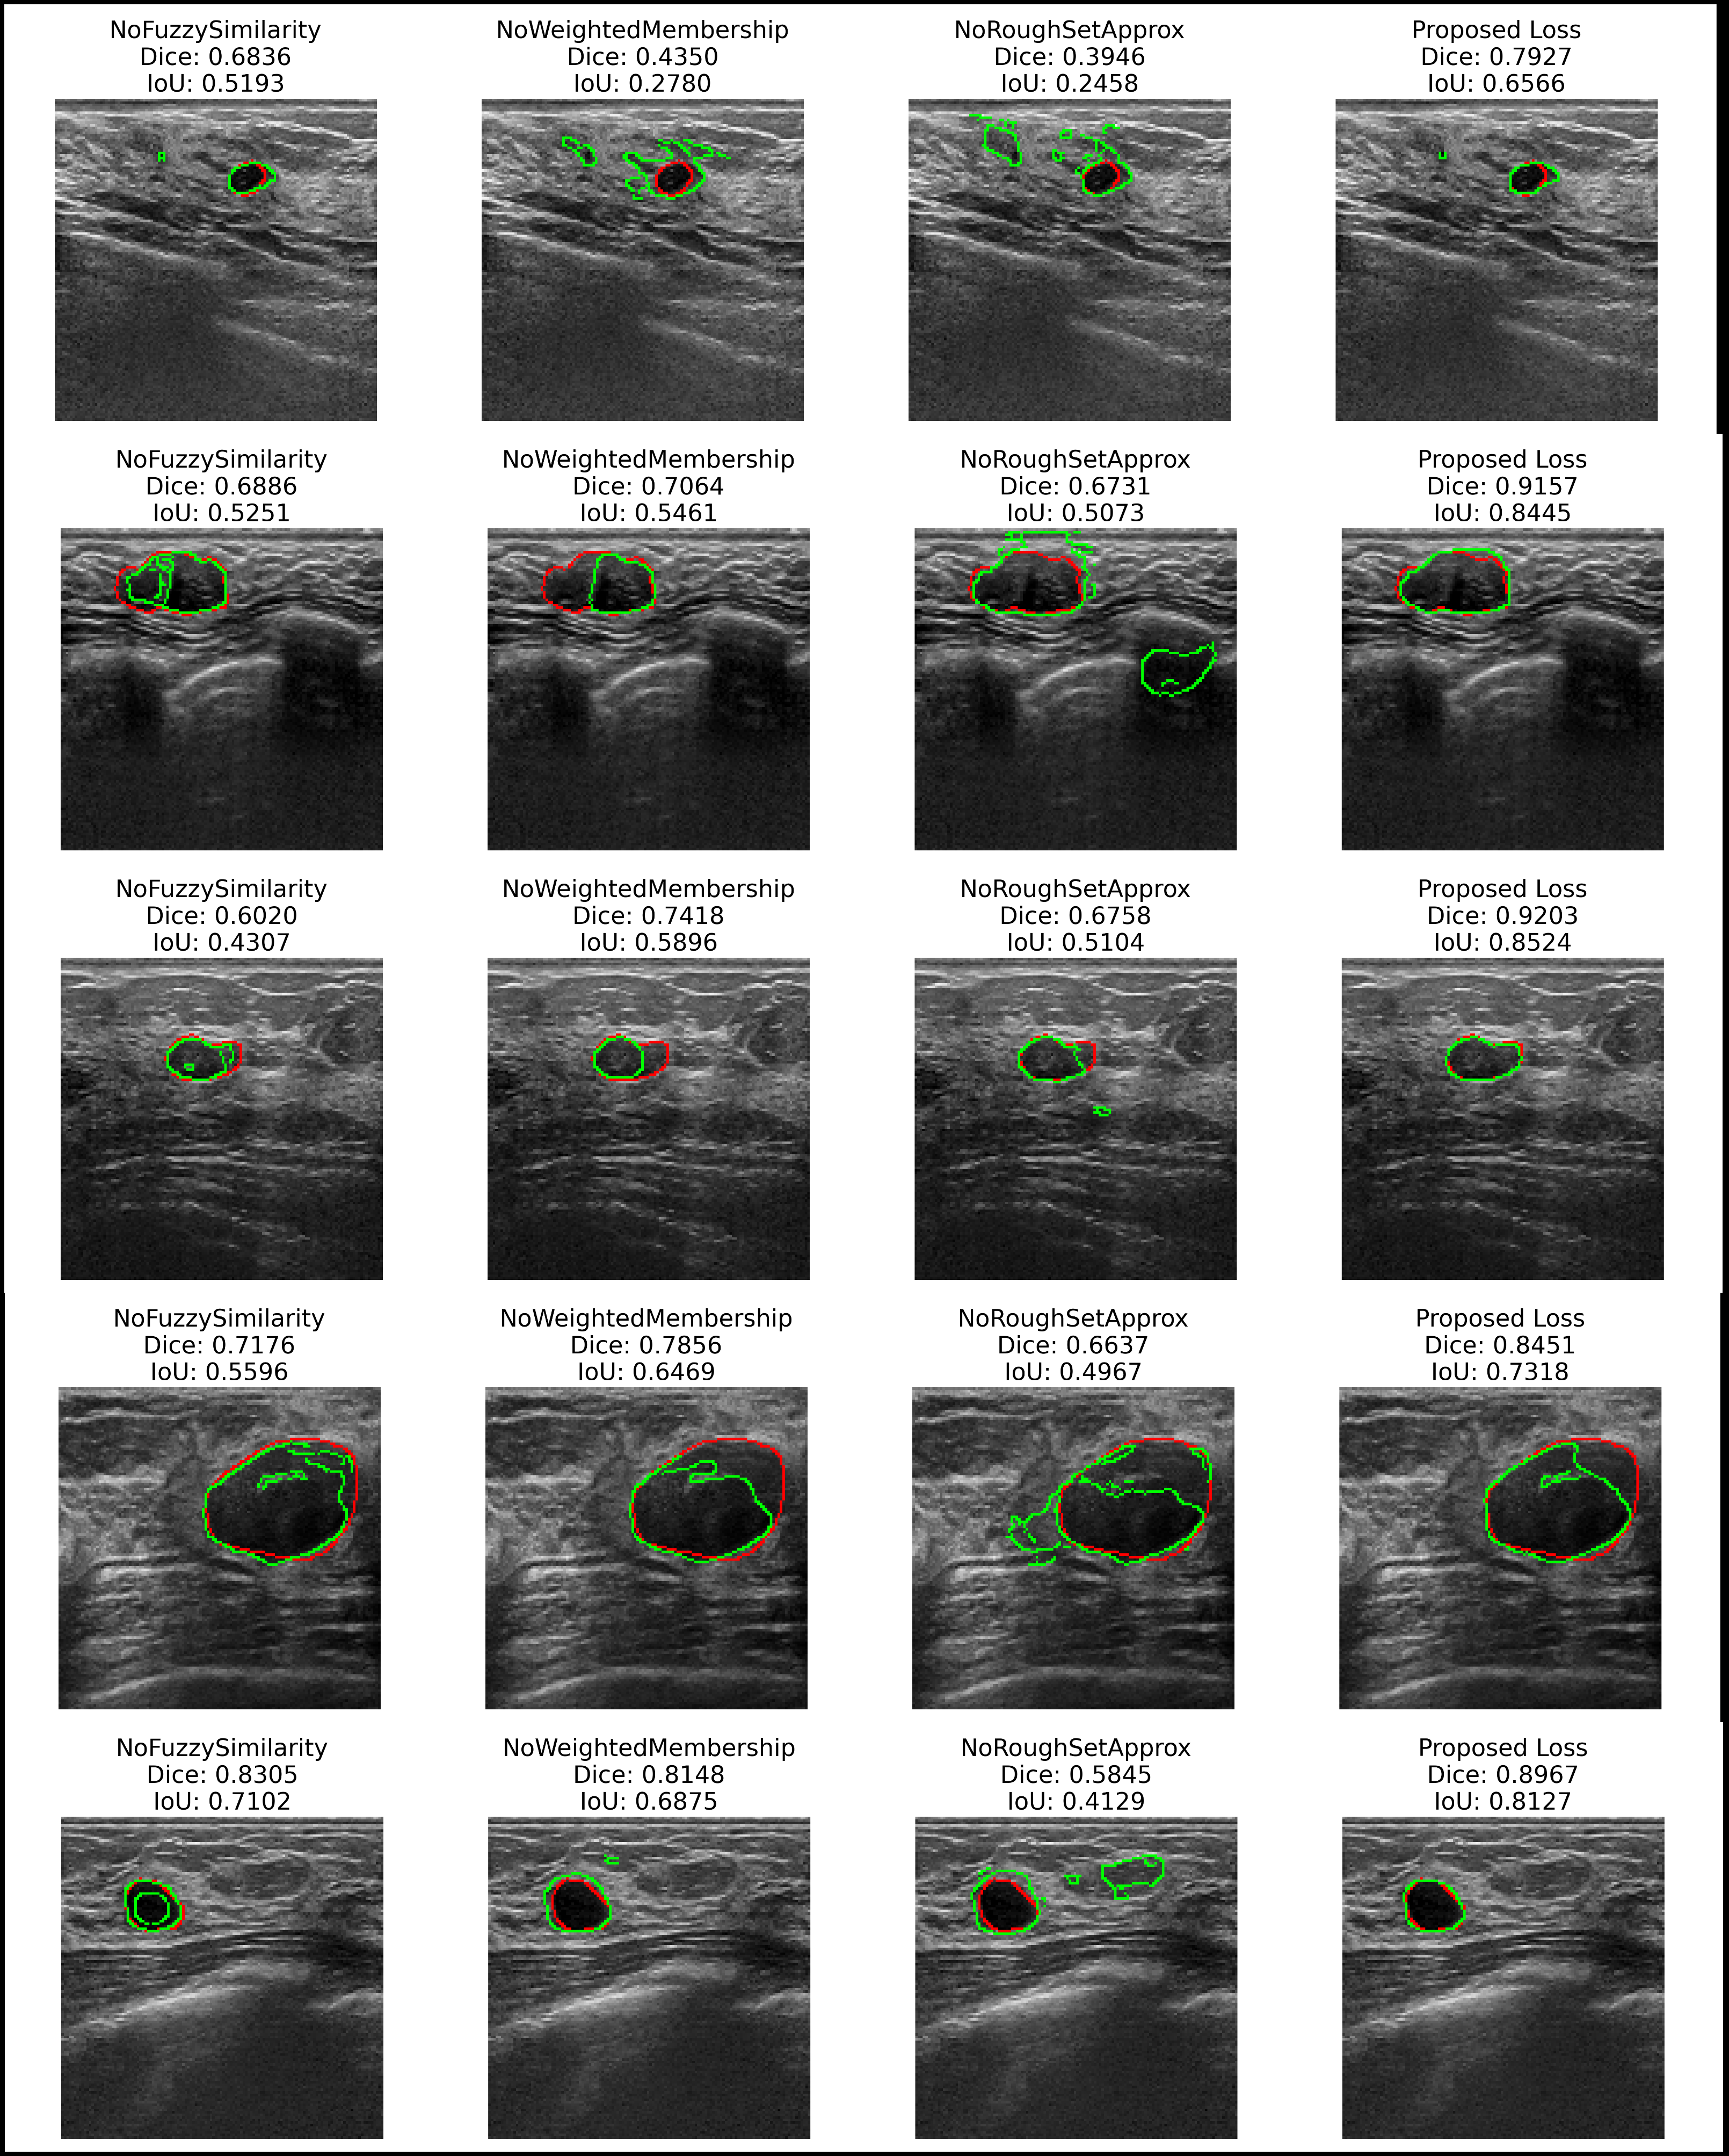 NoFuzzySimilarity
Dice: 0.6836
IoU: 0.5193
NoWeightedMembership
Dice: 0.4350
IoU: 0.2780
NoRoughSetApprox
Dice: 0.3946
IoU: 0.2458
Proposed Loss
Dice: 0.7927
IoU: 0.6566
NoFuzzySimilarity
Dice: 0.6886
IoU: 0.5251
NoWeightedMembership
Dice: 0.7064
IoU: 0.5461
NoRoughSetApprox
Dice: 0.6731
IoU: 0.5073
Proposed Loss
Dice: 0.9157
IoU: 0.8445
NoFuzzySimilarity
Dice: 0.6020
IoU: 0.4307
NoWeightedMembership
Dice: 0.7418
IoU: 0.5896
NoRoughSetApprox
Dice: 0.6758
IoU: 0.5104
Proposed Loss
Dice: 0.9203
IoU: 0.8524
NoFuzzySimilarity
Dice: 0.7176
IoU: 0.5596
NoWeightedMembership
Dice: 0.7856
IoU: 0.6469
NoRoughSetApprox
Dice: 0.6637
IoU: 0.4967
Proposed Loss
Dice: 0.8451
IoU: 0.7318
NoFuzzySimilarity
Dice: 0.8305
IoU: 0.7102
NoWeightedMembership
Dice: 0.8148
IoU: 0.6875
NoRoughSetApprox
Dice: 0.5845
IoU: 0.4129
Proposed Loss
Dice: 0.8967
IoU: 0.8127